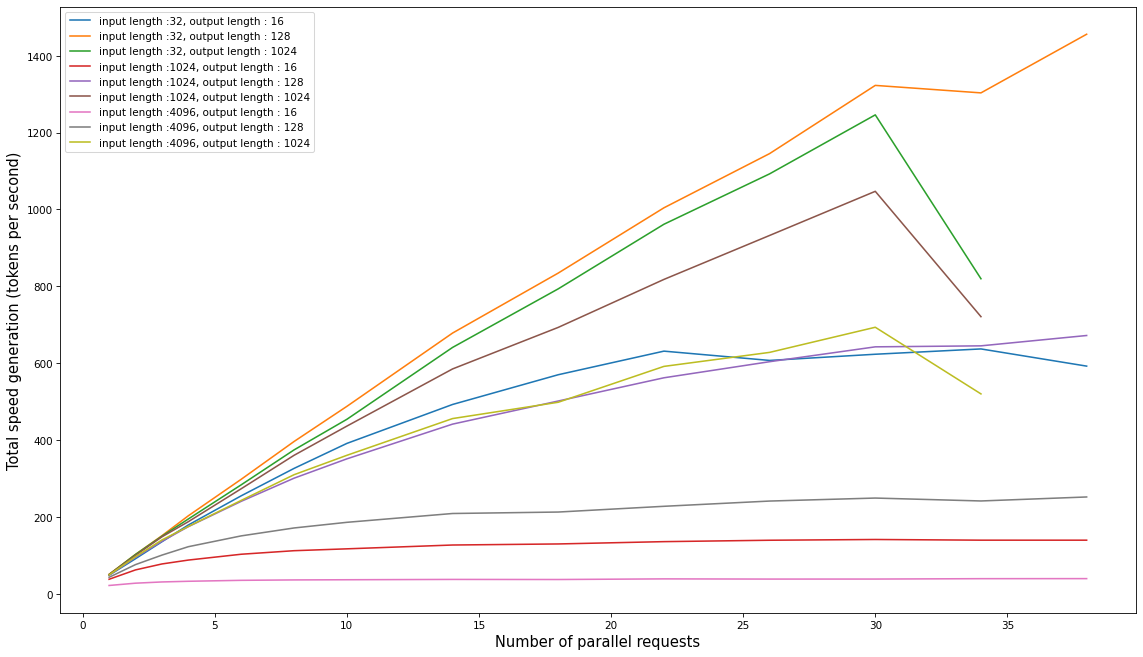 input length :32, output length : 16
input length :32, output length : 128
input length :32, output length : 1024
input length :1024, output length : 16
input length :1024, output length : 128
input length :1024, output length : 1024
input length :4096, output length : 16
input length :4096, output length : 128
input length :4096, output length : 1024
Total speed generation (tokens per second)
1400
1200
1000
800
600
400
200
0
0 5 10 15 20 25 30 35
Number of parallel requests